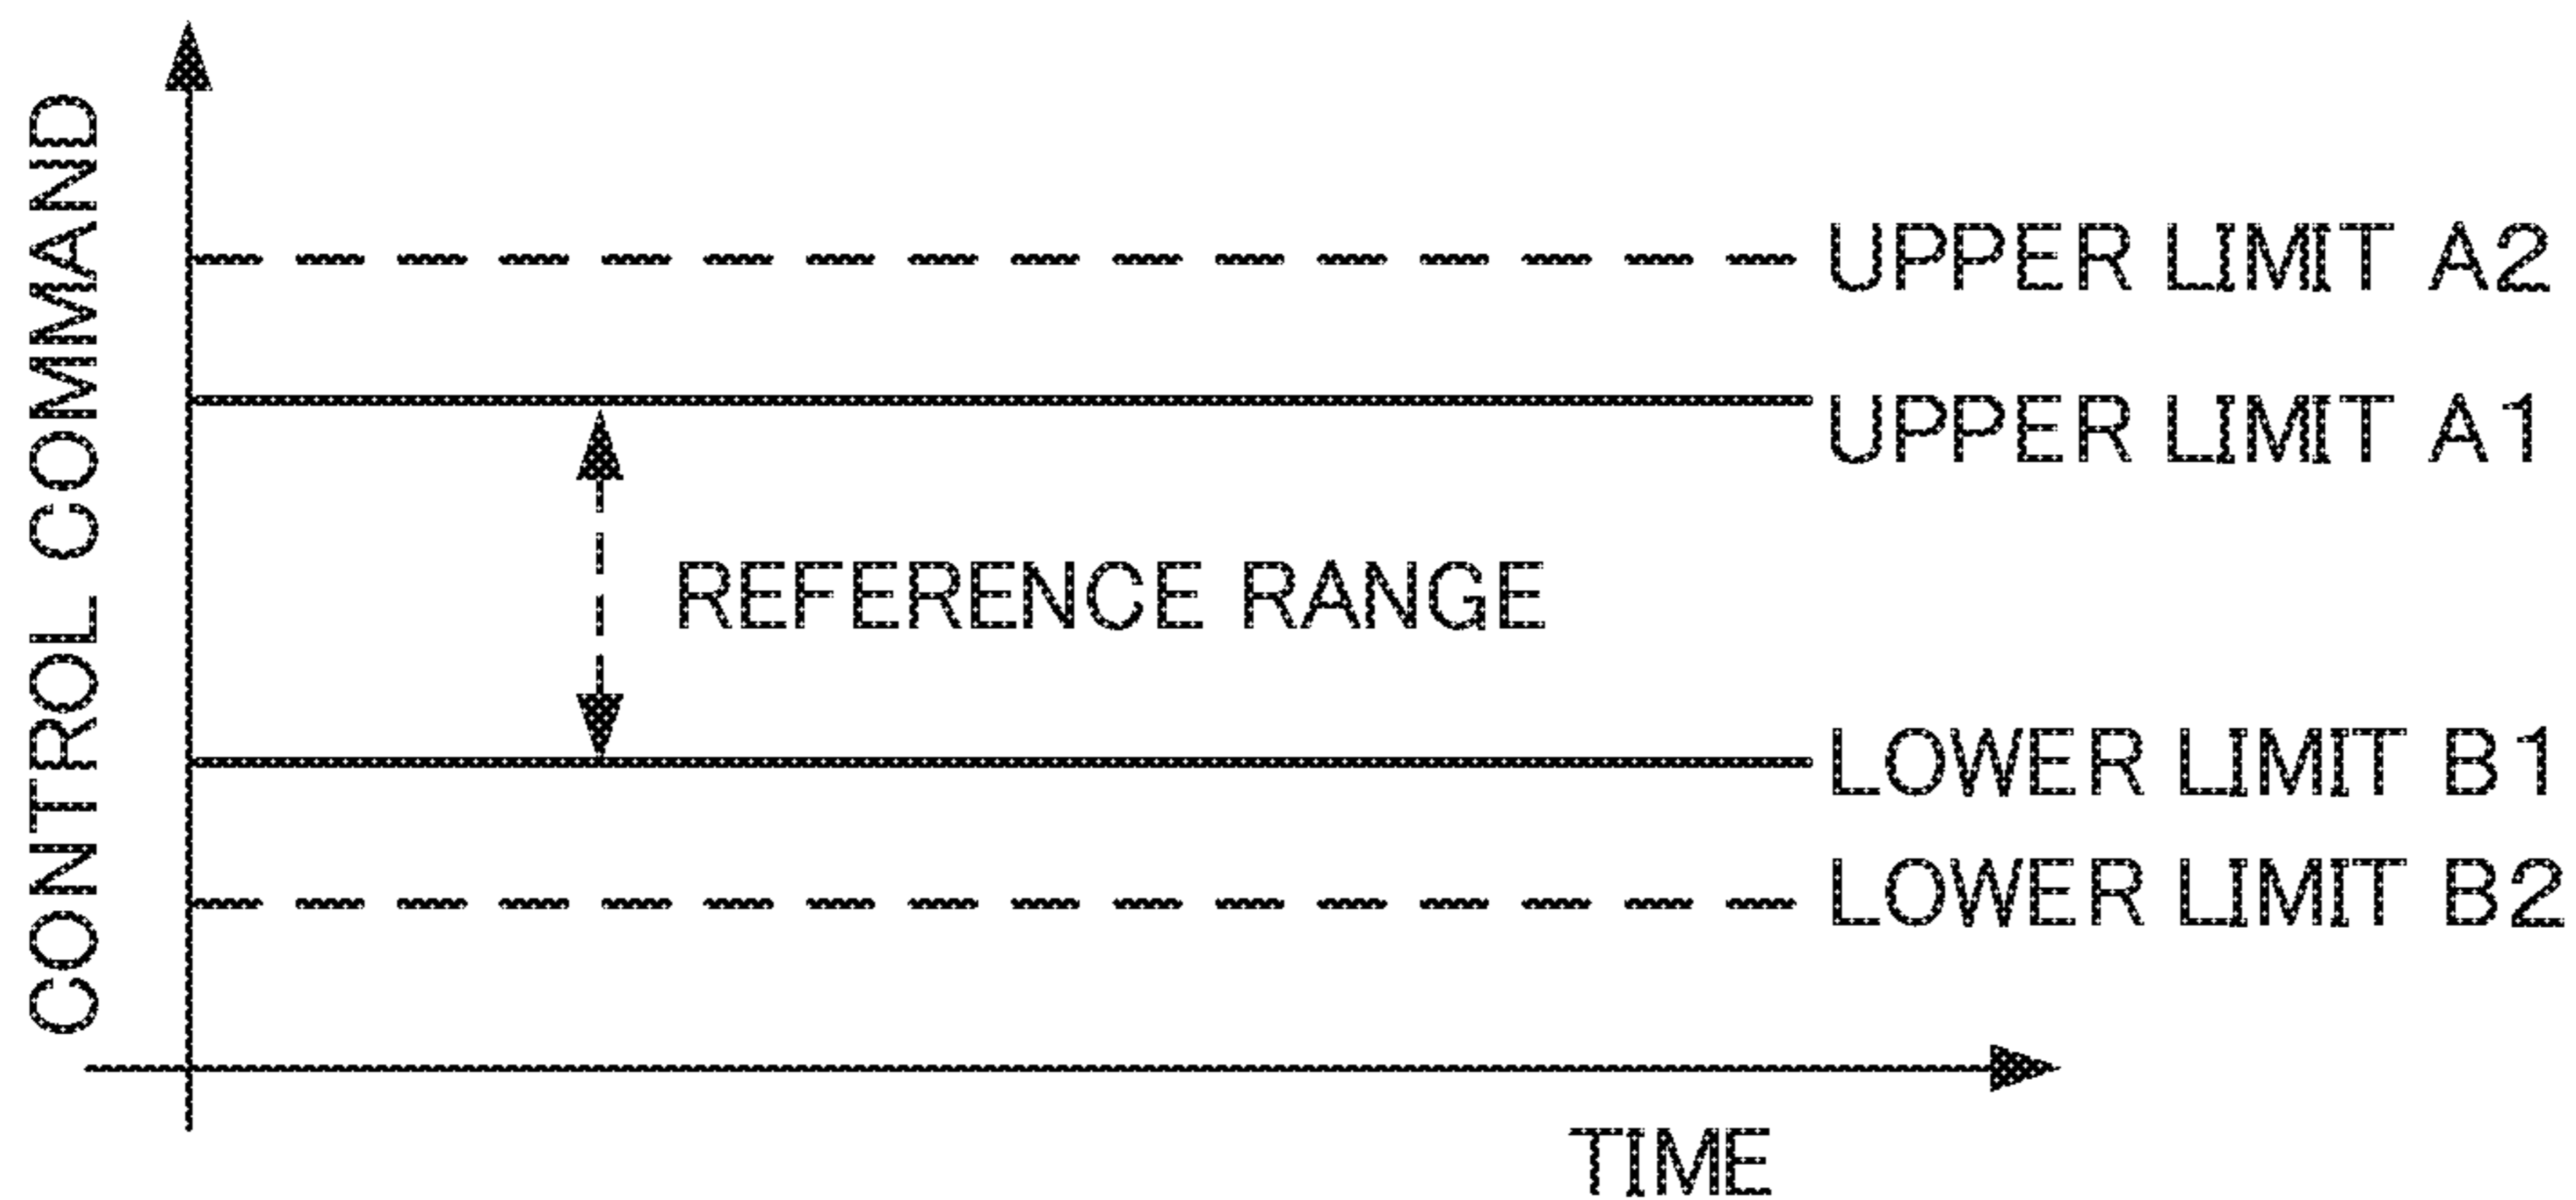 CONTROL COMMAND
UPPER LIMIT A2
UPPER LIMIT A1
REFERENCE RANGE
LOWER LIMIT B1
LOWER LIMIT B2
TIME